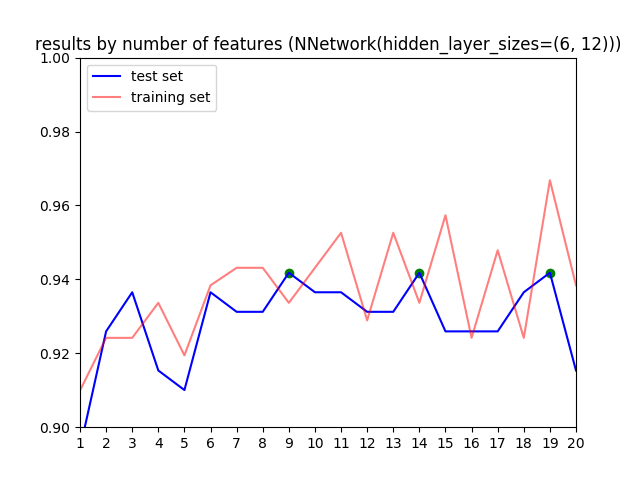 results by number of features (NNetwork(hidden_layer_sizes=(6, 12)))
1.00
test set
training set
0.98
0.96
0.94
0.92
0.90
1 2 3 4 5 6 7 8 9 10 11 12 13 14 15 16 17 18 19 20